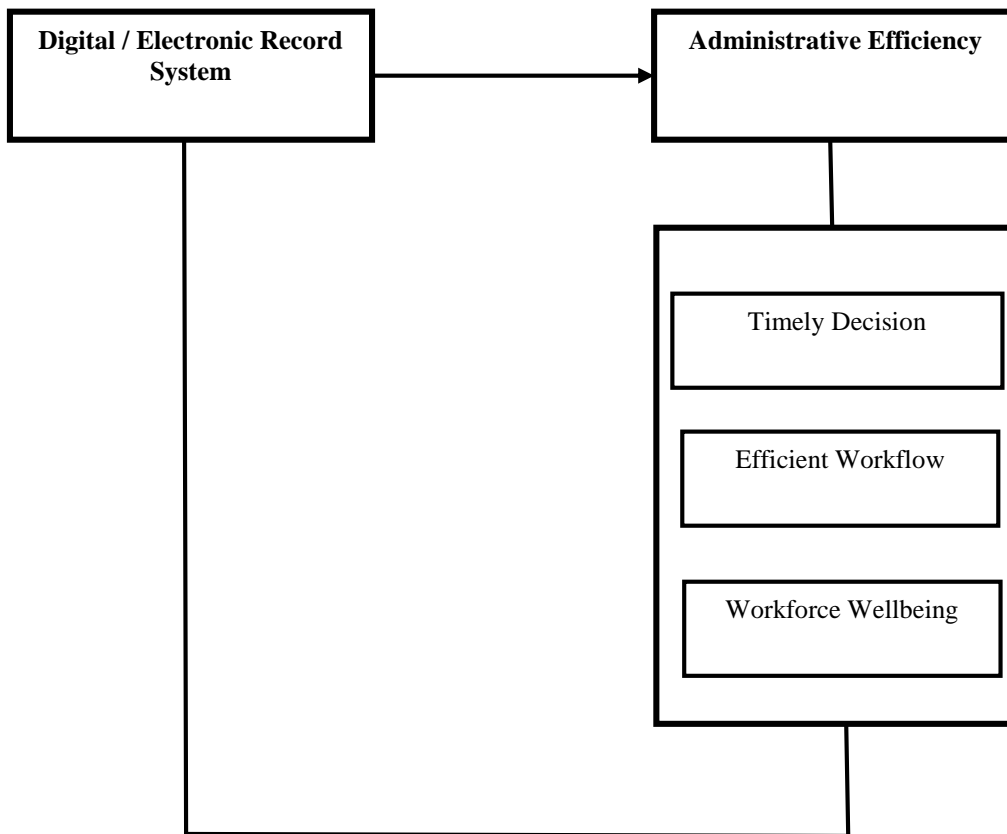 Digital / Electronic Record
System
Administrative Efficiency
Timely Decision
Efficient Workflow
Workforce Wellbeing